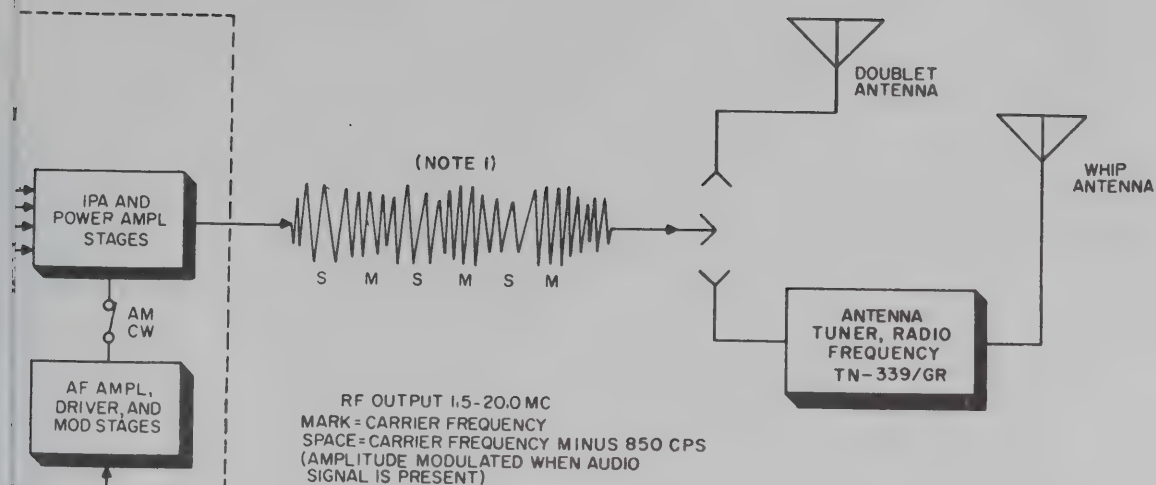 DOUBLET
ANTENNA
WHIP
ANTENNA
(NOTE 1)
IPA AND
POWER AMPL
STAGES
S M S M S M
AM
CW
ANTENNA
TUNER, RADIO
FREQUENCY
TN-339/GR
AF AMPL,
DRIVER, AND
MOD STAGES
RF OUTPUT 1.5-20.0 MC
MARK = CARRIER FREQUENCY
SPACE = CARRIER FREQUENCY MINUS 850 CPS
(AMPLITUDE MODULATED WHEN AUDIO
SIGNAL IS PRESENT)